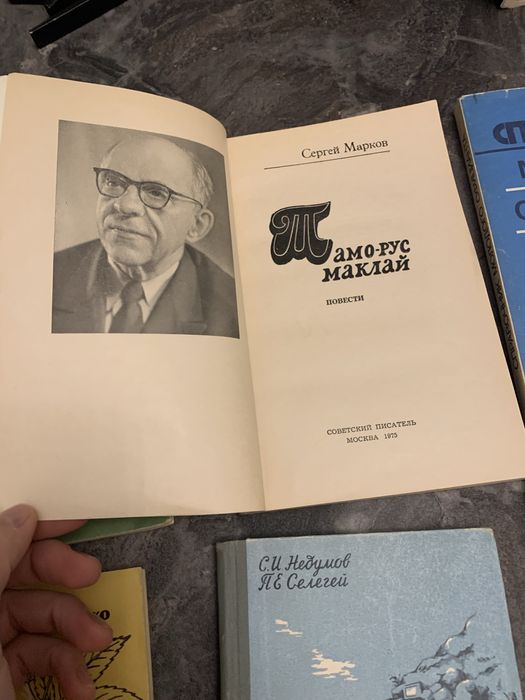 Сергей Марков
Тамо-рус
маклай
ПОВЕСТИ
СОВЕТСКИЙ ПИСАТЕЛЬ
МОСКВА 1975
С.И. Недумов
П.Е. Селегей